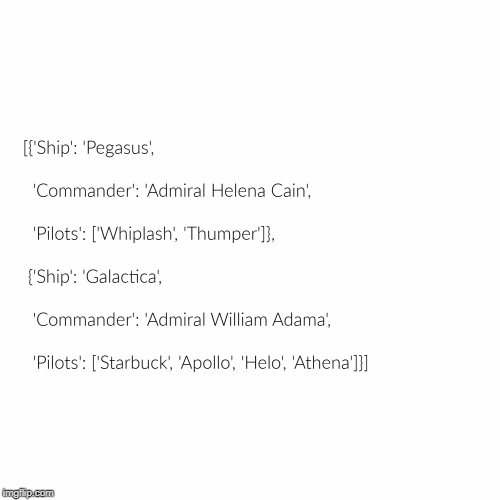 [{'Ship': 'Pegasus',
'Commander': 'Admiral Helena Cain',
'Pilots': ['Whiplash', 'Thumper']},
{'Ship': 'Galactica',
'Commander': 'Admiral William Adama',
'Pilots': ['Starbuck', 'Apollo', 'Helo', 'Athena']}]
imgflip.com